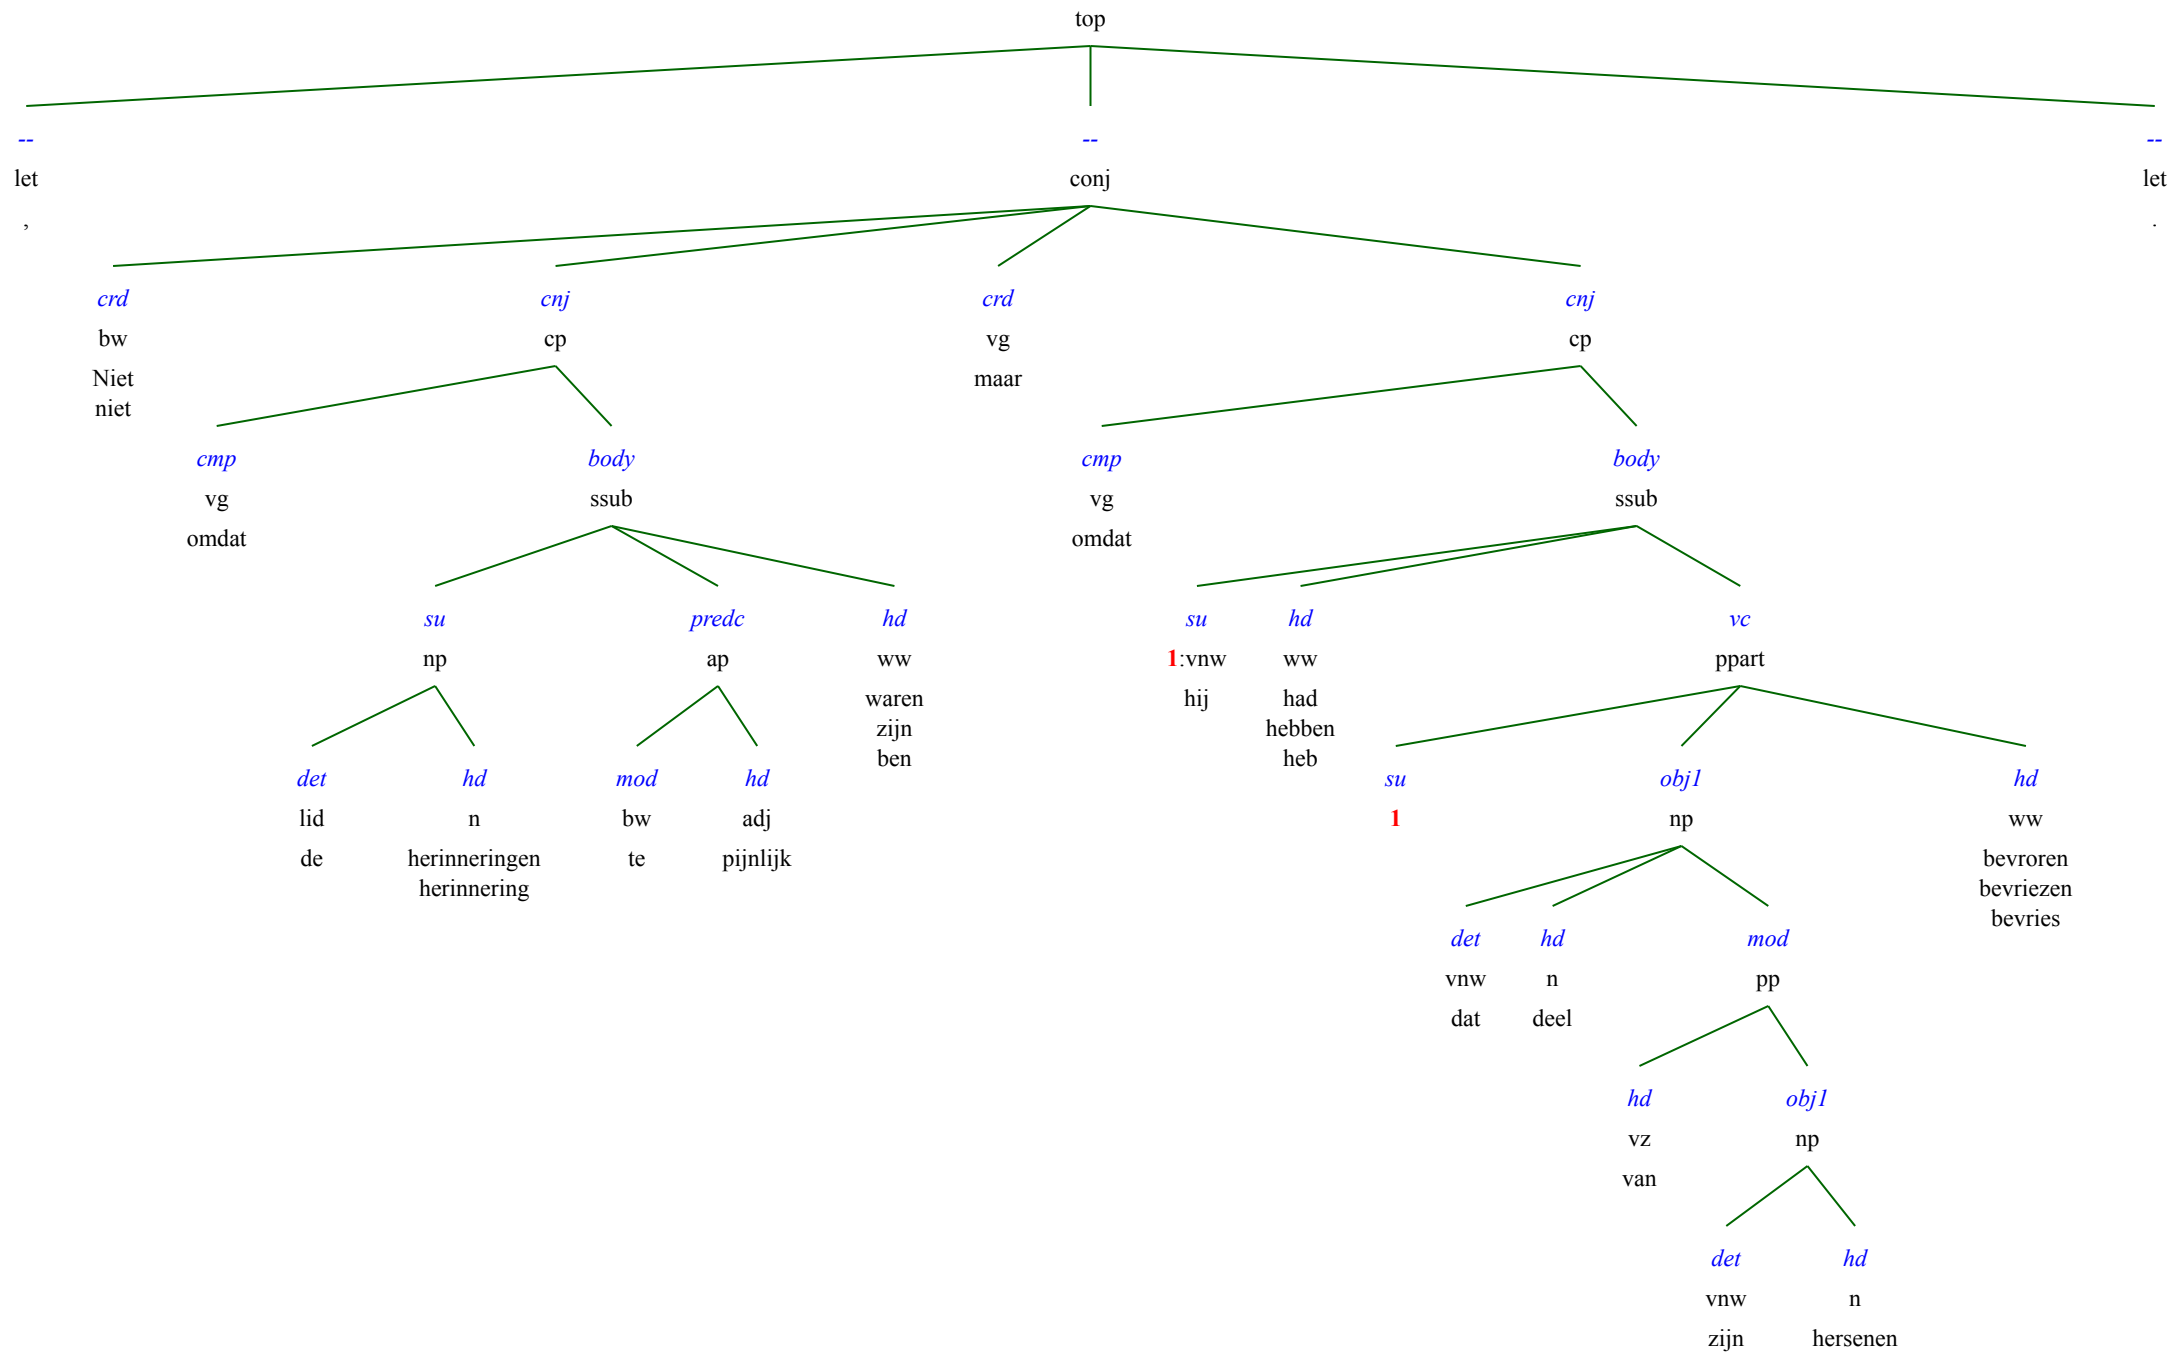 top
-- -- --
let conj let
, .
crd cnj crd cnj
bw cp vg cp
Niet maar
niet
cmp body cmp body
vg ssub vg ssub
omdat omdat
su predc hd su hd vc
np ap ww 1:vnw ww ppart
waren hij had
zijn hebben
ben heb
det hd mod hd su obj1 hd
lid n bw adj 1 np ww
de herinneringen te pijnlijk bevroren
herinnering bevriezen
bevries
det hd mod
vnw n pp
dat deel
hd obj1
vz np
van
det hd
vnw n
zijn hersenen